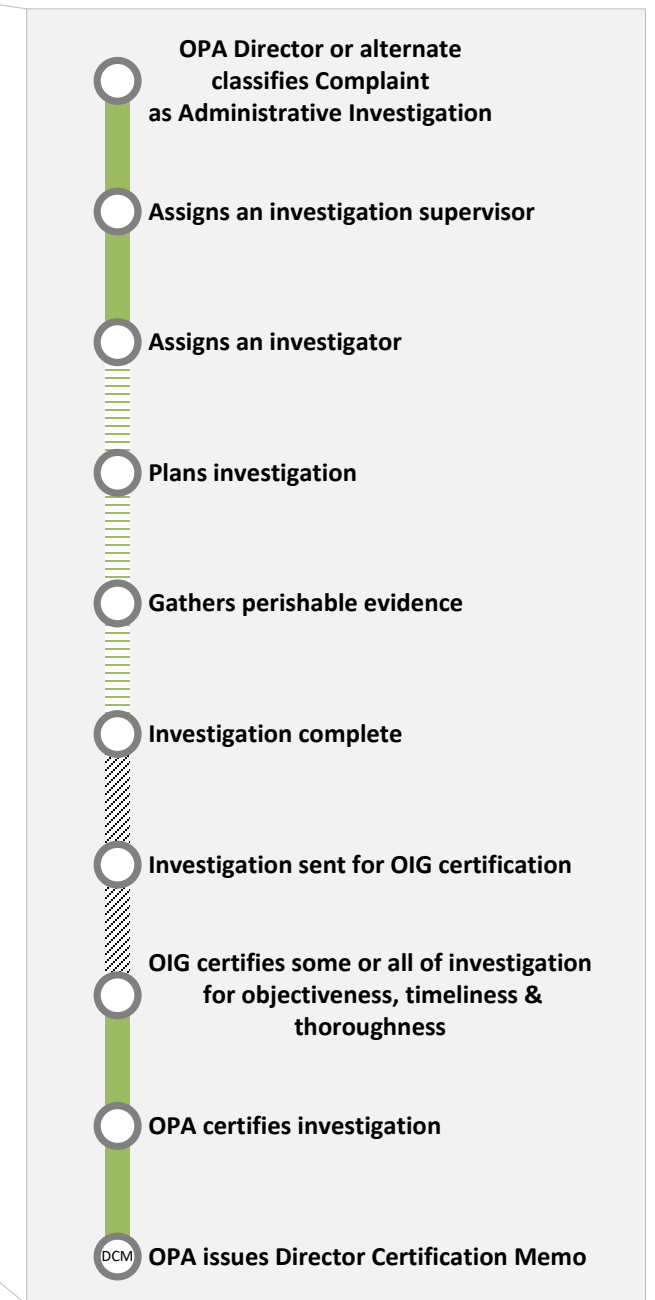 OPA Director or alternate
classifies Complaint
as Administrative Investigation
Assigns an investigation supervisor
Assigns an investigator
Plans investigation
Gathers perishable evidence
Investigation complete
Investigation sent for OIG certification
OIG certifies some or all of investigation
for objectiveness, timeliness &
thoroughness
OPA certifies investigation
DCM OPA issues Director Certification Memo